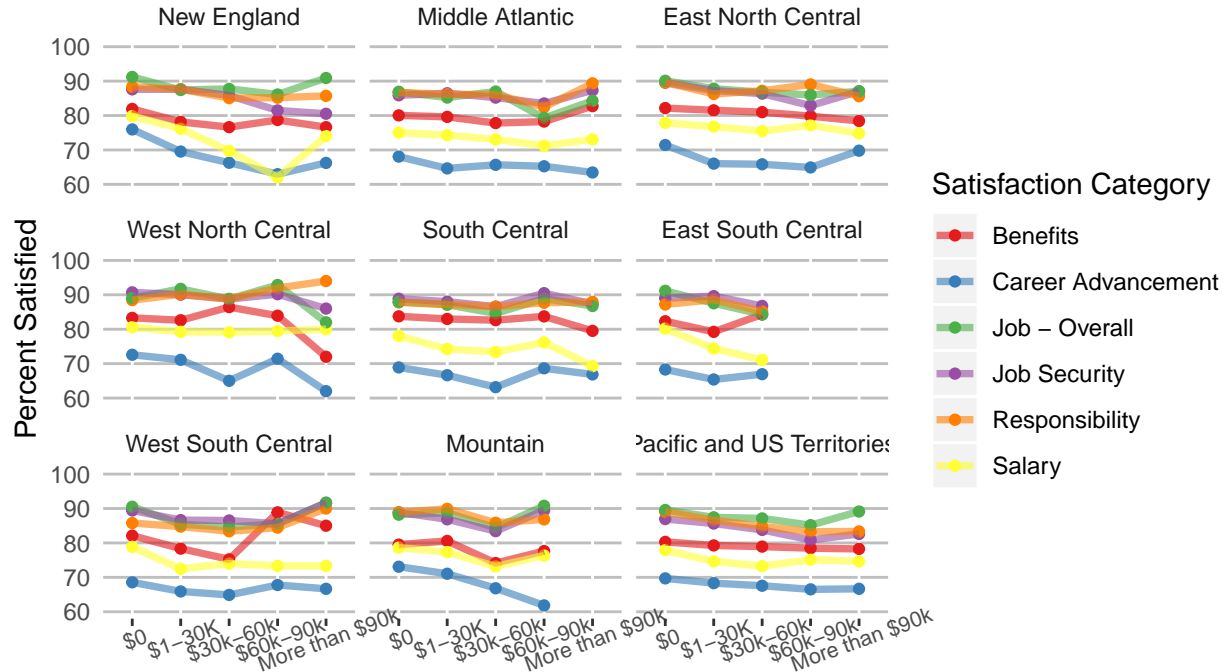 New England
Middle Atlantic
East North Central
100
90
80
70
60
West North Central
South Central
East South Central
100
90
80
70
60
West South Central
Mountain
Pacific and US Territories
100
90
80
70
60
$0
$1–30K
$30k–60k
$60k–90k
More than $90k
$0
$1–30K
$30k–60k
$60k–90k
More than $90k
$0
$1–30K
$30k–60k
$60k–90k
More than $90k
Percent Satisfied
Satisfaction Category
Benefits
Career Advancement
Job – Overall
Job Security
Responsibility
Salary